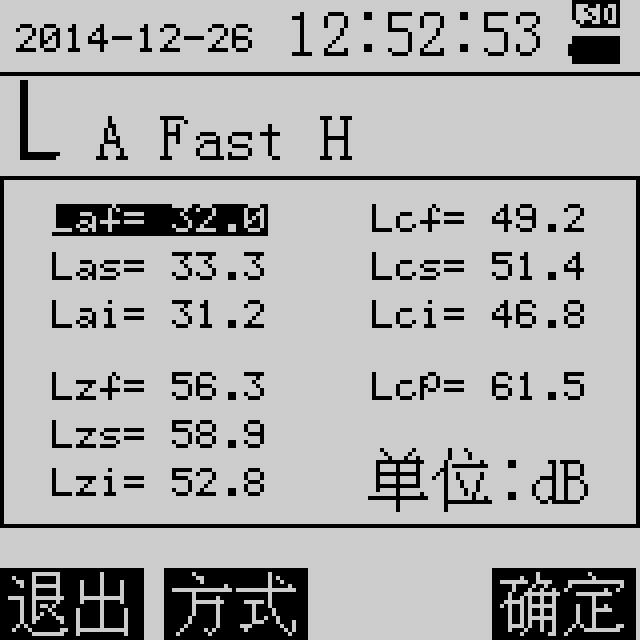 2014-12-26 12:52:53
L A Fast H
Laf= 32.0 Lcf= 49.2
Las= 33.3 Lcs= 51.4
Lai= 31.2 Lci= 46.8
Lzf= 56.3 Lcp= 61.5
Lzs= 58.9
Lzi= 52.8 单位:dB
退出 方式 确定